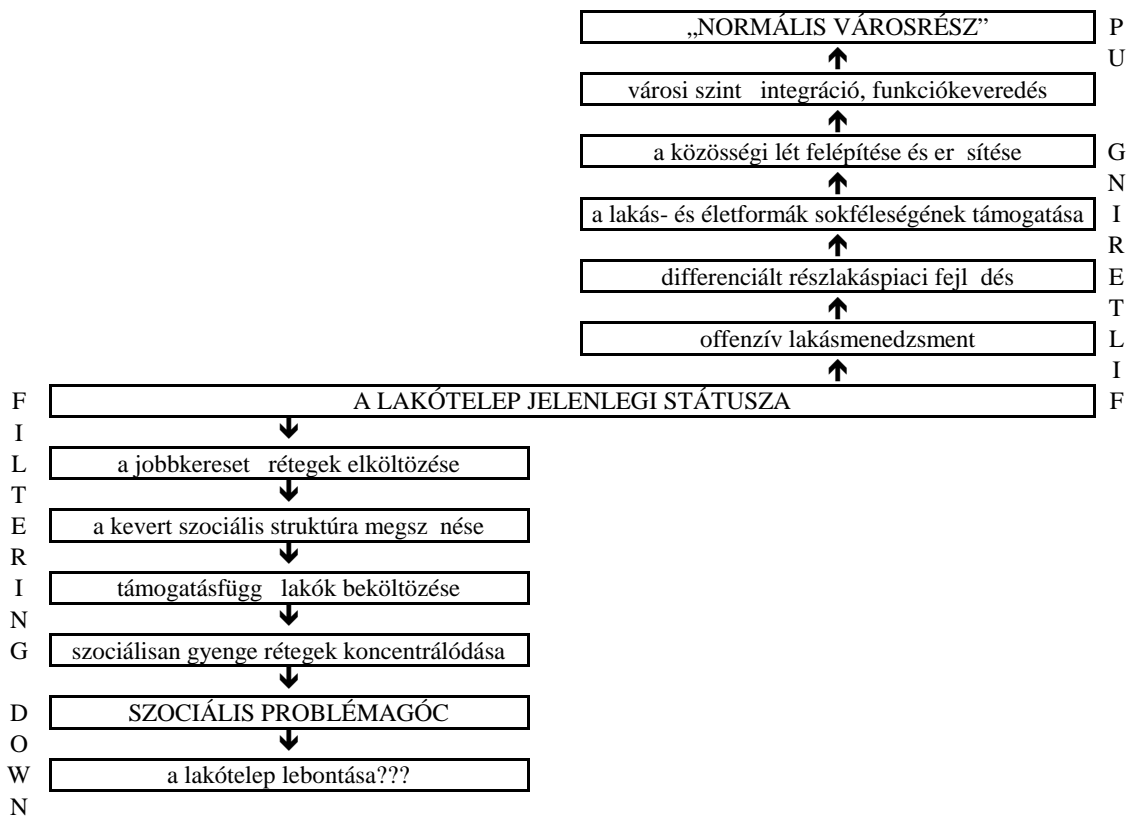 „NORMÁLIS VÁROSRÉSZ”
városi szint integráció, funkciókeveredés
a közösségi lét felépítése és er sítése
a lakás- és életformák sokféleségének támogatása
differenciált részlakáspiaci fejl dés
offenzív lakásmenedzsment
FILTERING UP
A LAKÓTELEP JELENLEGI STÁTUSZA
FILTERING DOWN
a jobbkereset rétegek elköltözése
a kevert szociális struktúra megsz nése
támogatásfügg lakók beköltözése
szociálisan gyenge rétegek koncentrálódása
SZOCIÁLIS PROBLÉMAGÓC
a lakótelep lebontása???